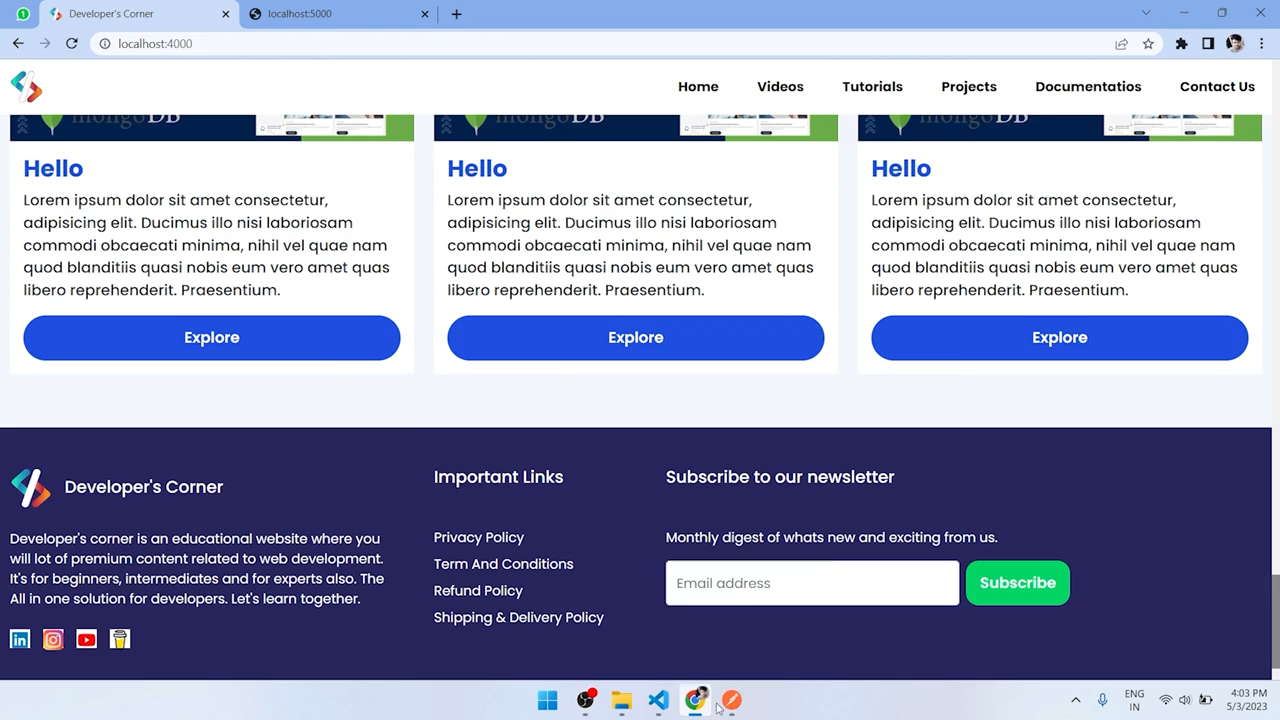 1
Developer's Corner
localhost:5000
localhost:4000
Home
Videos
Tutorials
Projects
Documentatios
Contact Us
mongoDB
mongoDB
mongoDB
Hello
Lorem ipsum dolor sit amet consectetur,
adipisicing elit. Ducimus illo nisi laboriosam
commodi obcaecati minima, nihil vel quae nam
quod blanditiis quasi nobis eum vero amet quas
libero reprehenderit. Praesentium.
Explore
Hello
Lorem ipsum dolor sit amet consectetur,
adipisicing elit. Ducimus illo nisi laboriosam
commodi obcaecati minima, nihil vel quae nam
quod blanditiis quasi nobis eum vero amet quas
libero reprehenderit. Praesentium.
Explore
Hello
Lorem ipsum dolor sit amet consectetur,
adipisicing elit. Ducimus illo nisi laboriosam
commodi obcaecati minima, nihil vel quae nam
quod blanditiis quasi nobis eum vero amet quas
libero reprehenderit. Praesentium.
Explore
Developer's Corner
Developer's corner is an educational website where you
will lot of premium content related to web development.
It's for beginners, intermediates and for experts also. The
All in one solution for developers. Let's learn together.
in
Important Links
Privacy Policy
Term And Conditions
Refund Policy
Shipping & Delivery Policy
Subscribe to our newsletter
Monthly digest of whats new and exciting from us.
Email address
Subscribe
ENG
IN
4:03 PM
5/3/2023